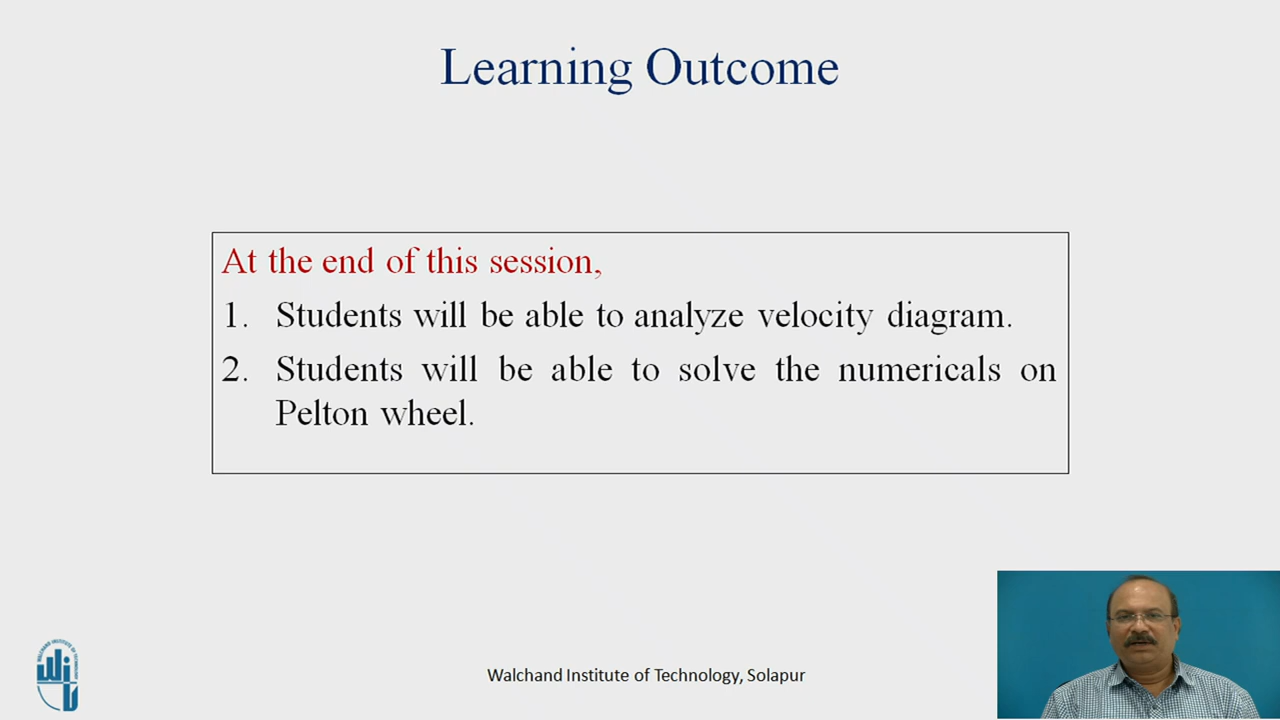 Learning Outcome
At the end of this session,
1. Students will be able to analyze velocity diagram.
2. Students will be able to solve the numericals on
Pelton wheel.
Walchand Institute of Technology, Solapur